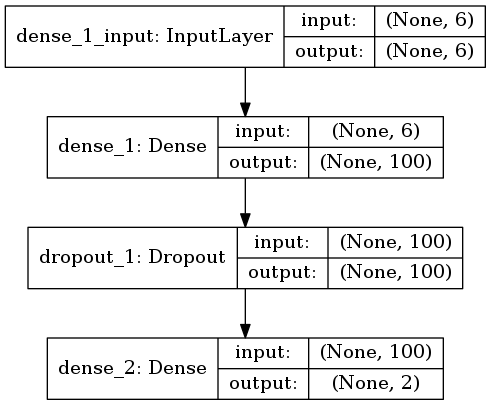 dense_1_input: InputLayer
input: (None, 6)
output: (None, 6)
dense_1: Dense
input: (None, 6)
output: (None, 100)
dropout_1: Dropout
input: (None, 100)
output: (None, 100)
dense_2: Dense
input: (None, 100)
output: (None, 2)